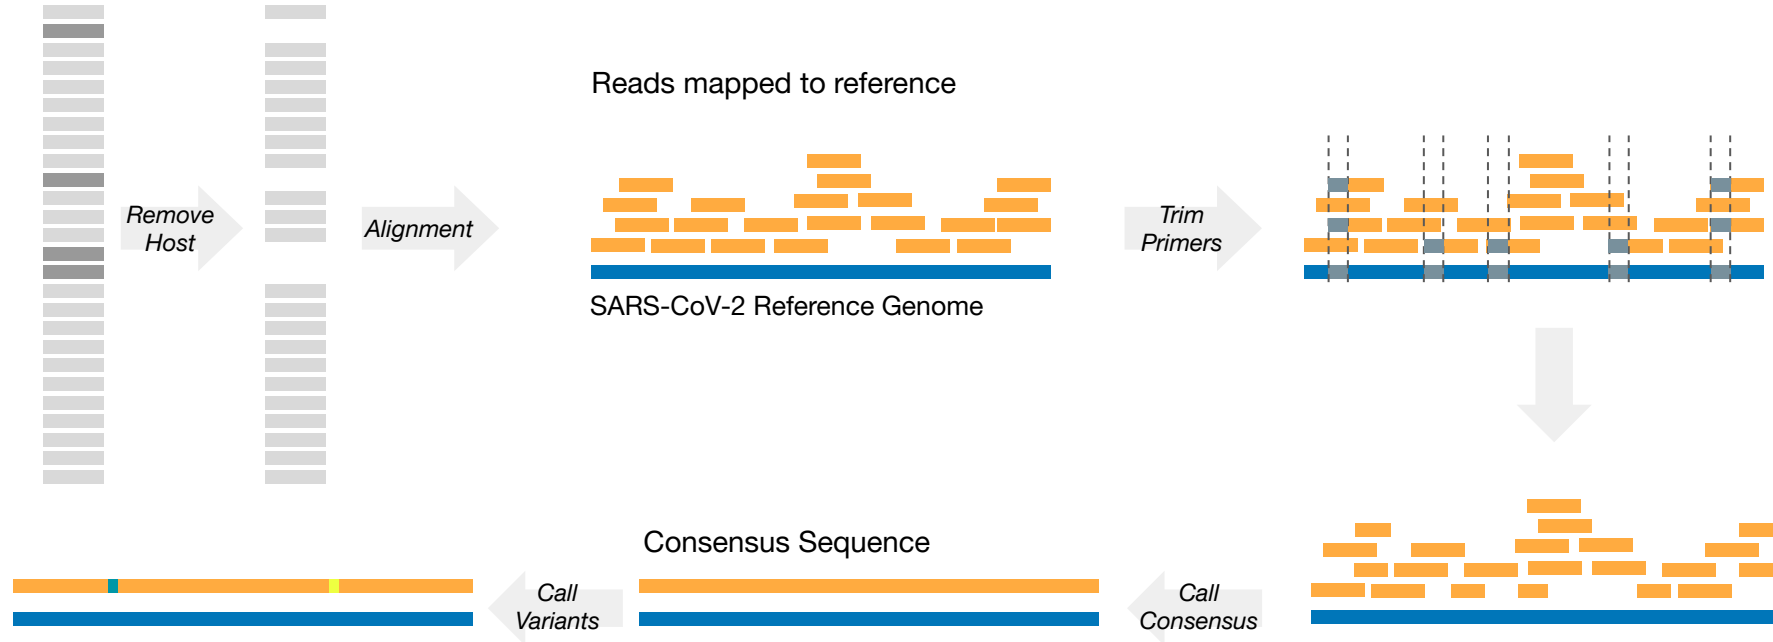 Reads mapped to reference
Remove
Host
Alignment
Trim
Primers
SARS-CoV-2 Reference Genome
Consensus Sequence
Call
Variants
Call
Consensus